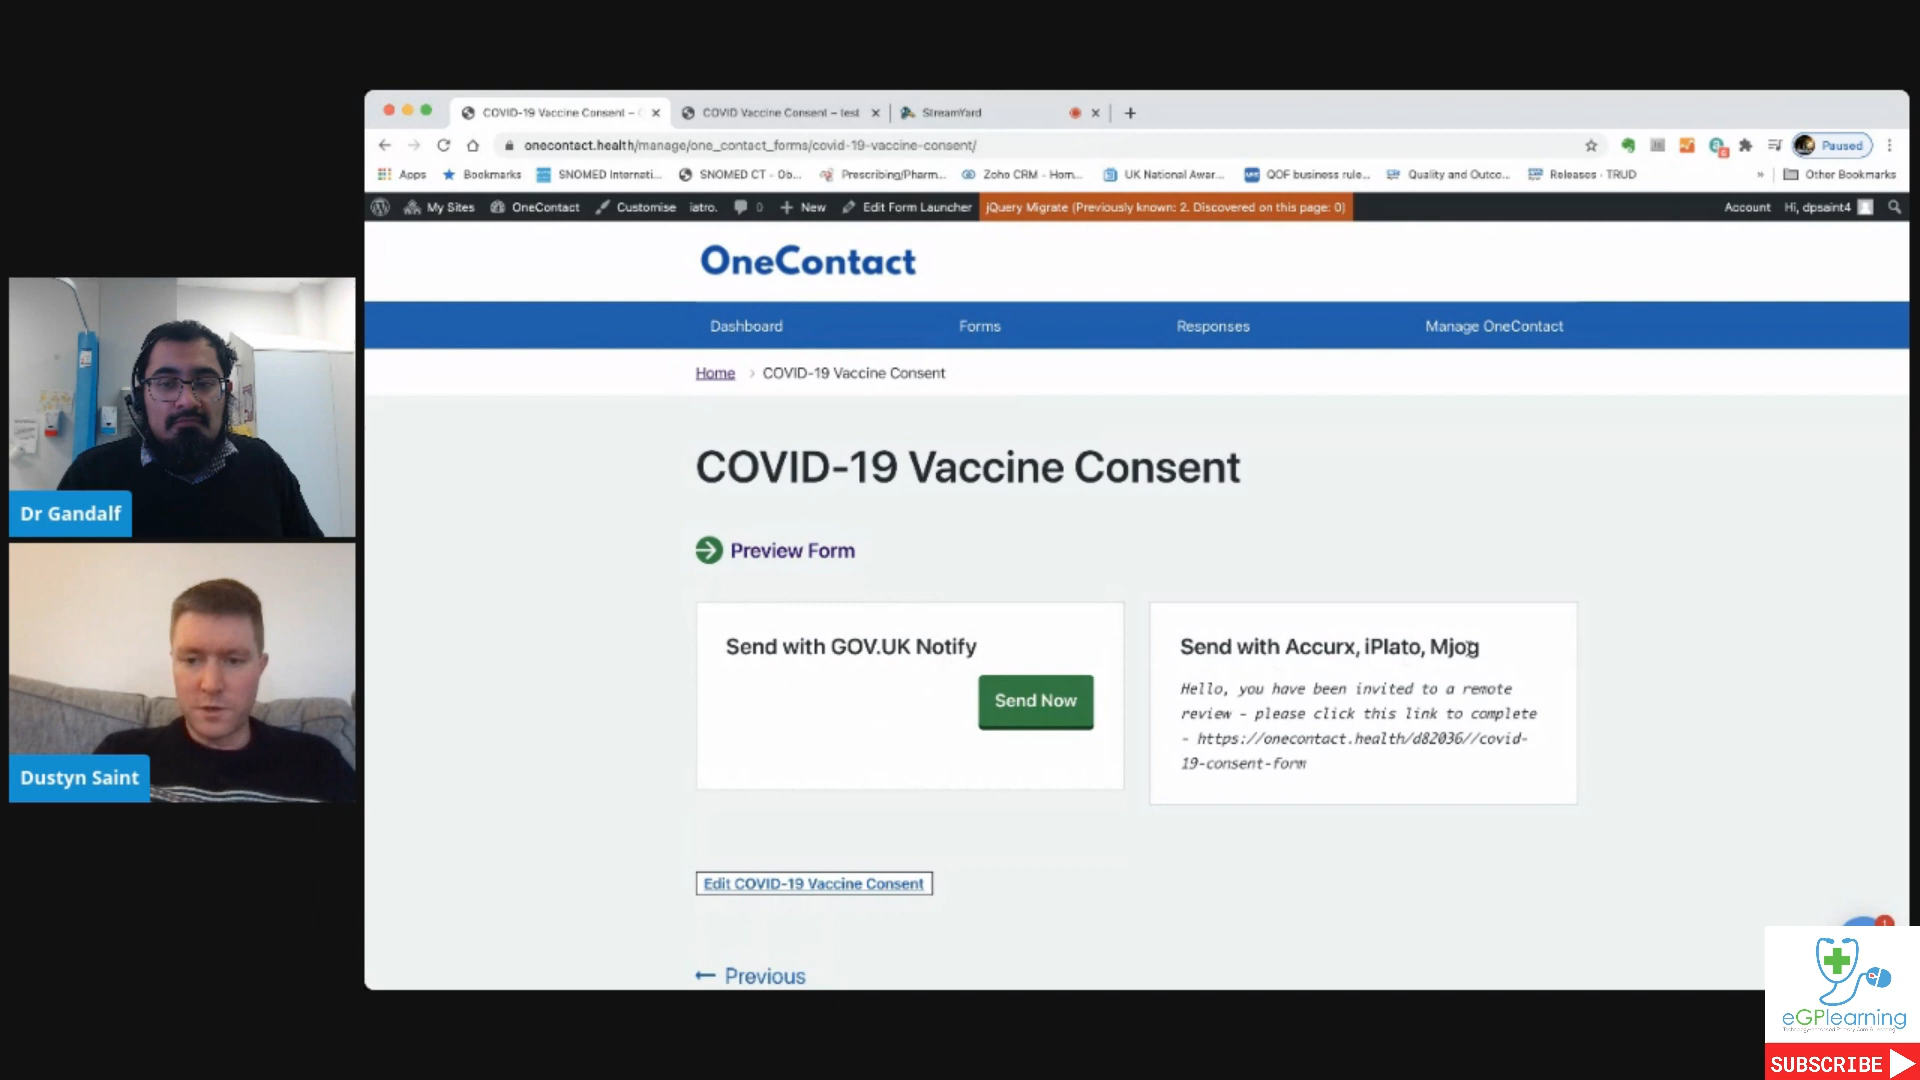 COVID-19 Vaccine Consent – (
COVID Vaccine Consent – test
StreamYard
onecontact.health/manage/one_contact_forms/covid-19-vaccine-consent/
Paused
Apps
Bookmarks
SNOMED Internati...
SNOMED CT - Ob...
Prescribing/Pharm...
Zoho CRM - Hom...
UK National Awar...
QOF business rule...
Quality and Outco...
Releases · TRUD
»
Other Bookmarks
My Sites
OneContact
Customise
iatro.
0
New
Edit Form Launcher
jQuery Migrate (Previously known: 2. Discovered on this page: 0)
Account
Hi, dpsaint4
OneContact
Dashboard
Forms
Responses
Manage OneContact
Home > COVID-19 Vaccine Consent
COVID-19 Vaccine Consent
Preview Form
Send with GOV.UK Notify
Send Now
Send with Accurx, iPlato, Mjog
Hello, you have been invited to a remote
review - please click this link to complete
- https://onecontact.health/d82036//covid-
19-consent-form
Edit COVID-19 Vaccine Consent
← Previous
Dr Gandalf
Dustyn Saint
1
eGPlearning
SUBSCRIBE